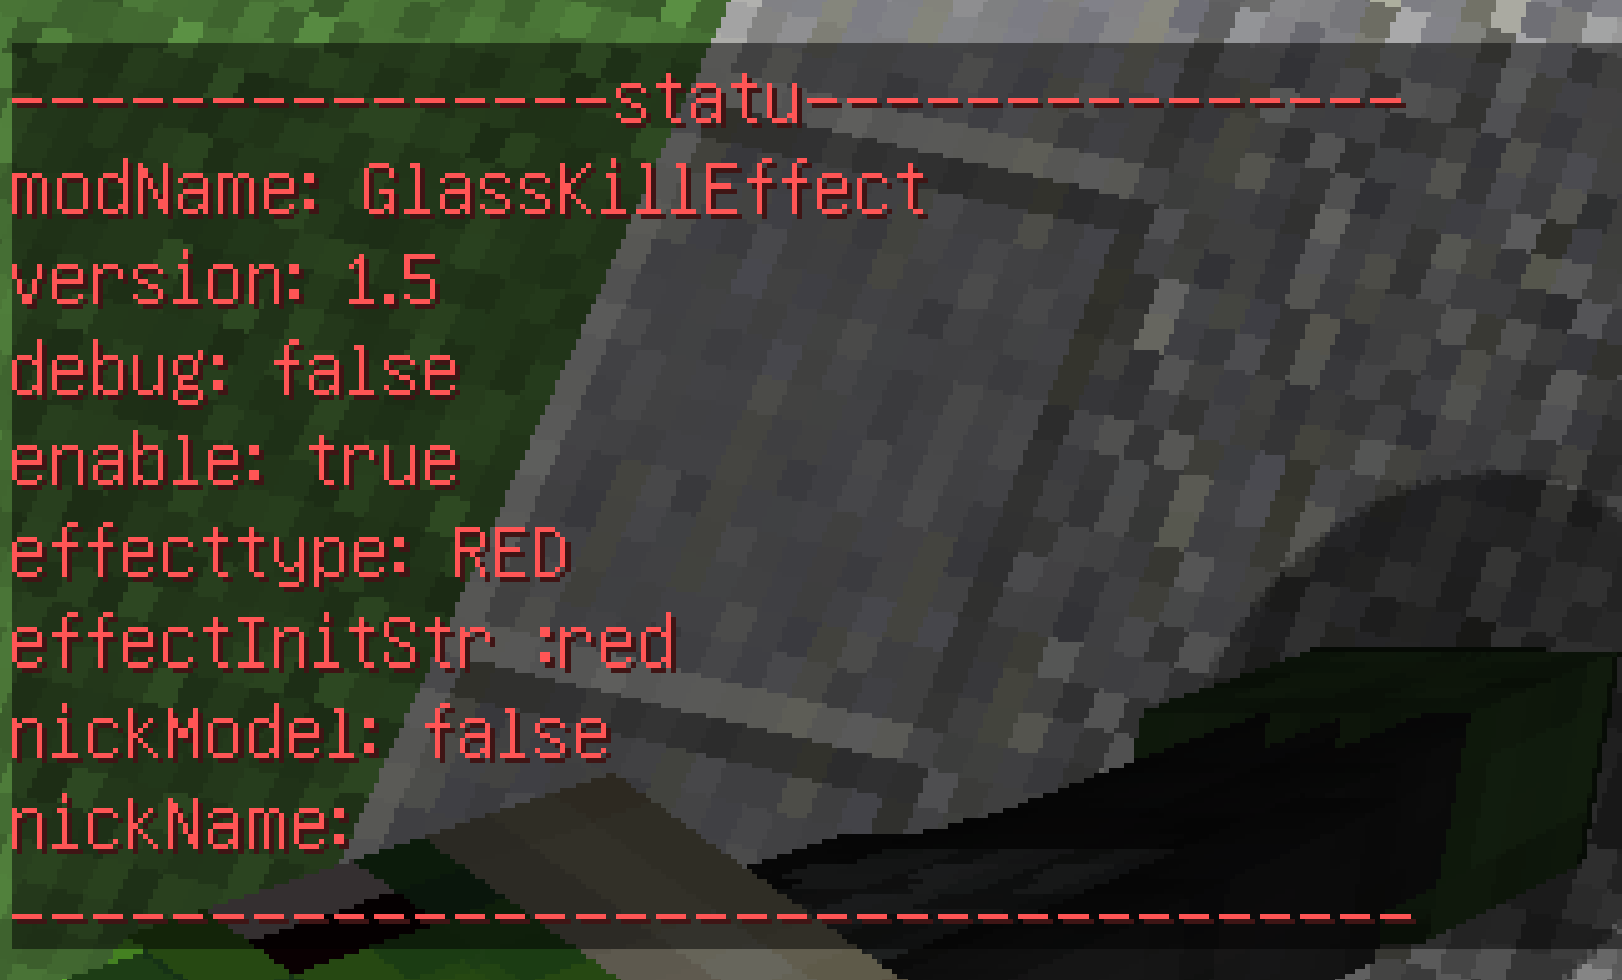 ---------------statu---------------
modName: GlassKillEffect
version: 1.5
debug: false
enable: true
effecttype: RED
effectInitStr :red
nickModel: false
nickName:
-----------------------------------